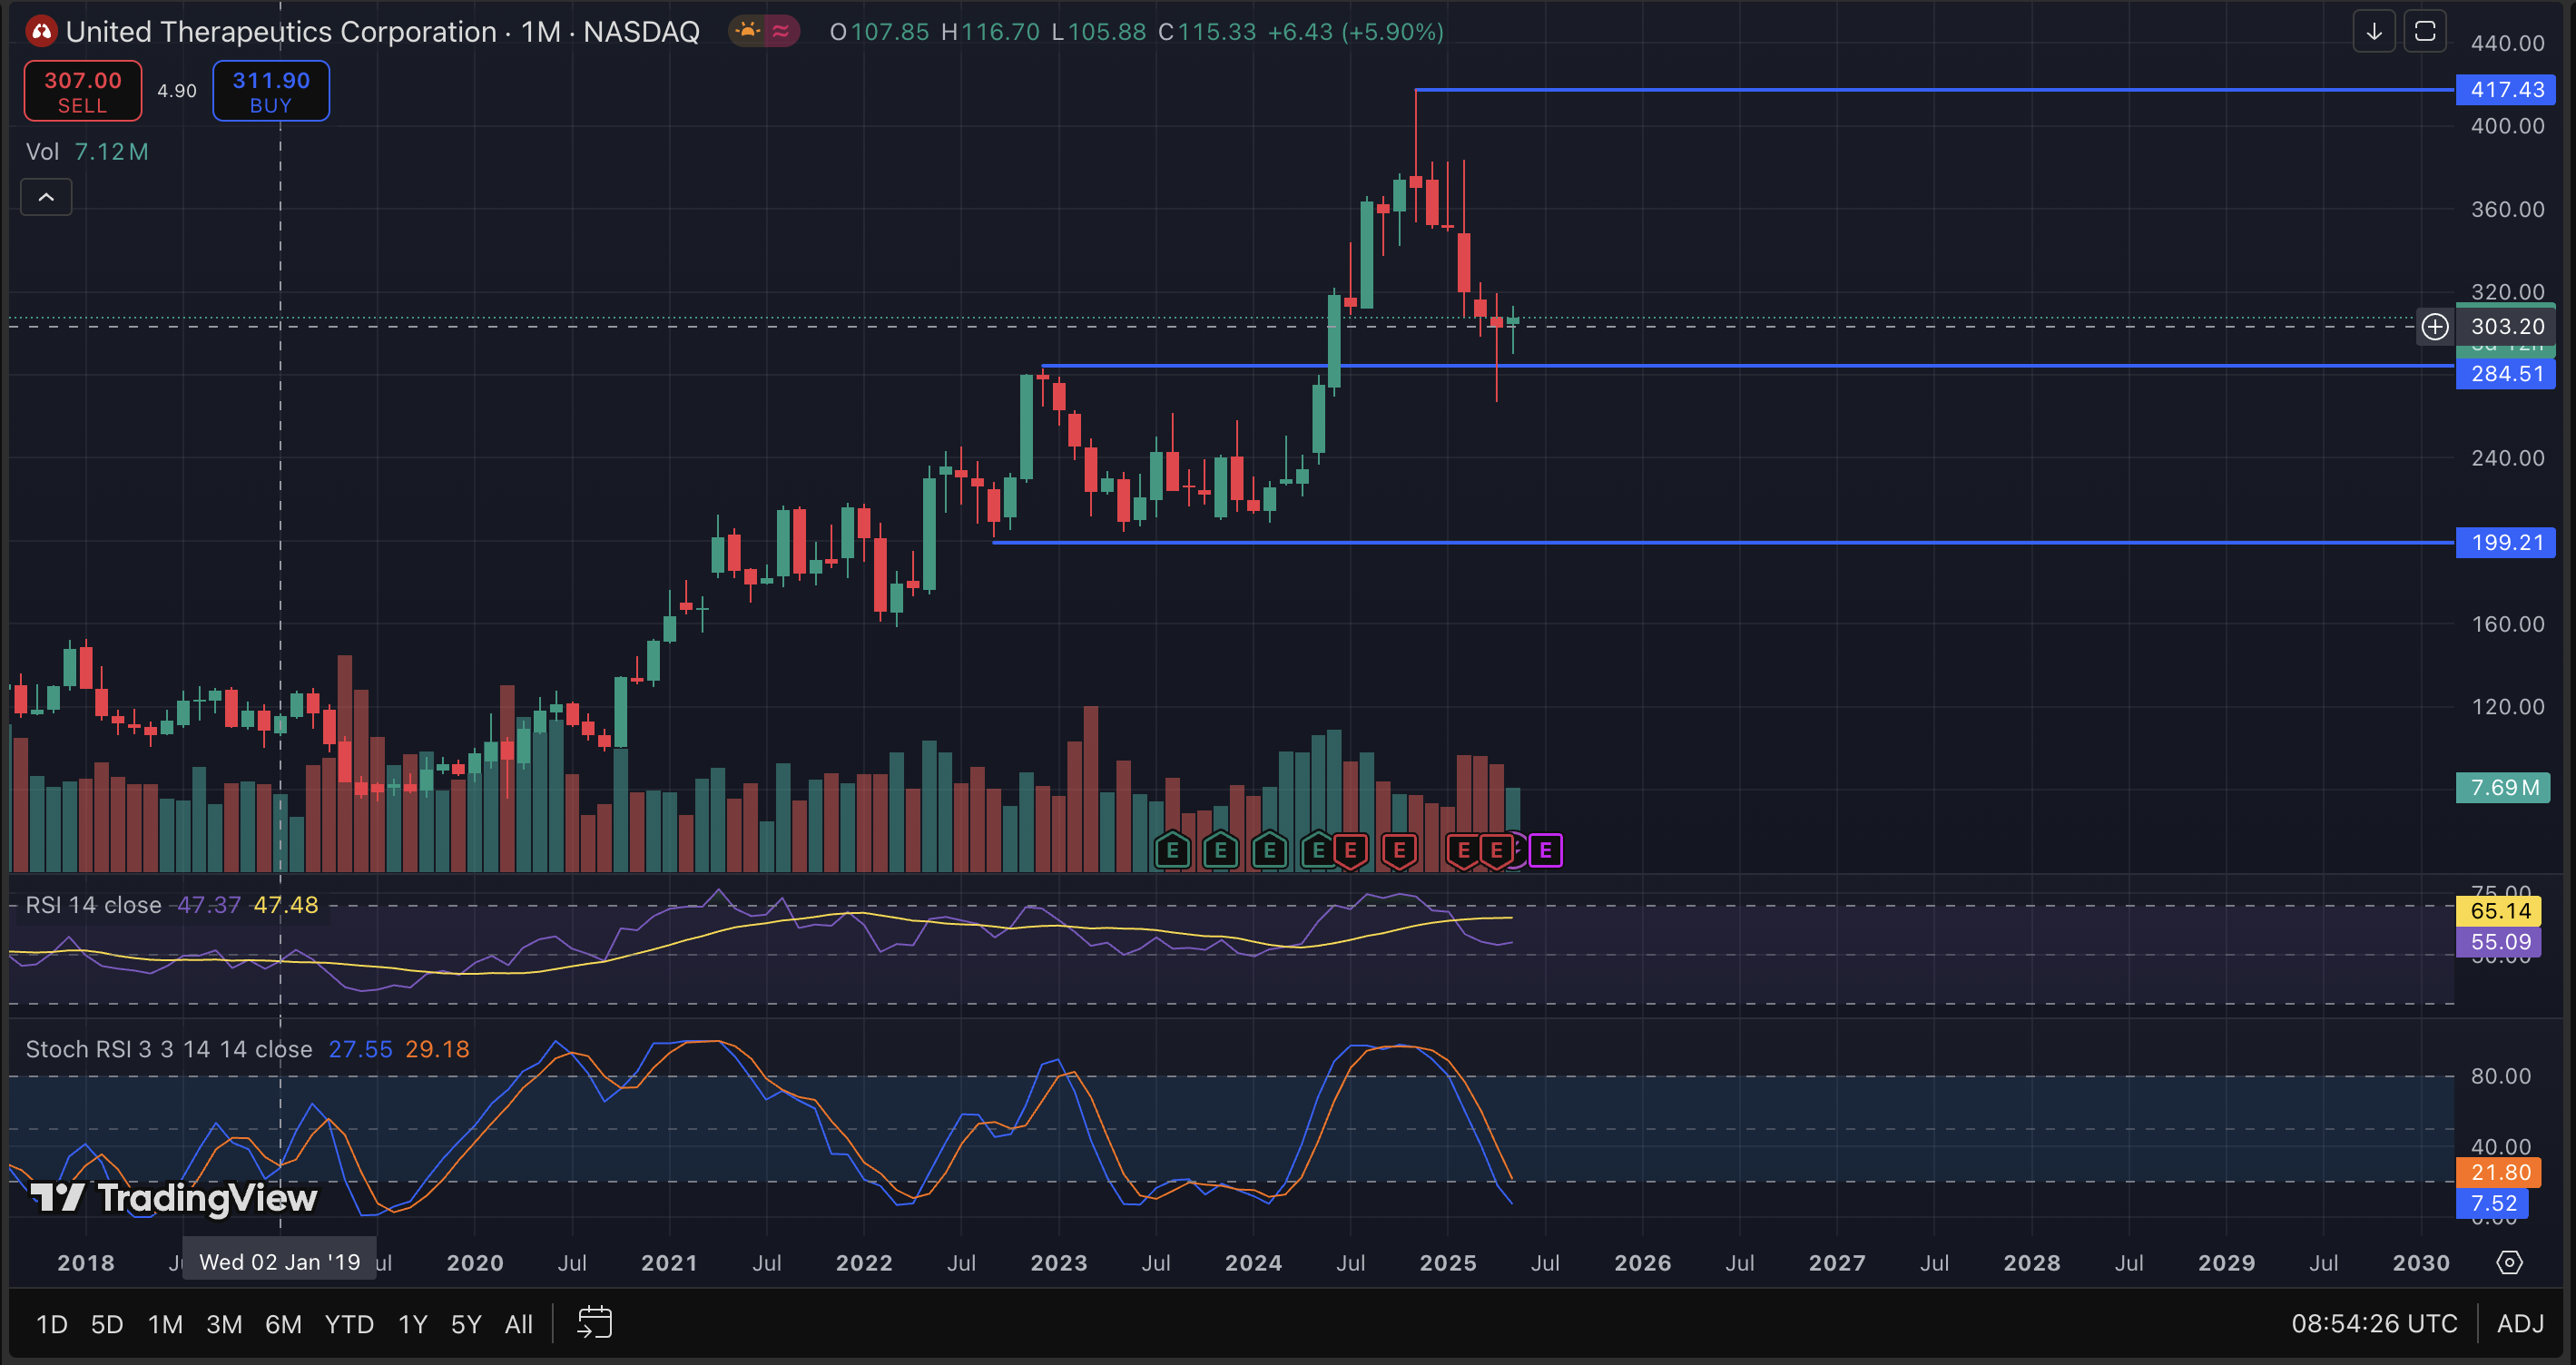 United Therapeutics Corporation · 1M · NASDAQ O107.85 H116.70 L105.88 C115.33 +6.43 (+5.90%)
307.00 SELL
4.90
311.90 BUY
Vol 7.12M
440.00
417.43
400.00
360.00
320.00
303.20
284.51
240.00
199.21
160.00
120.00
7.69M
E E E E E E E E E
RSI 14 close 47.37 47.48
75.00
65.14
55.09
50.00
Stoch RSI 3 3 14 14 close 27.55 29.18
80.00
40.00
21.80
7.52
0.00
TradingView
2018 Wed 02 Jan '19 2020 Jul 2021 Jul 2022 Jul 2023 Jul 2024 Jul 2025 Jul 2026 Jul 2027 Jul 2028 Jul 2029 Jul 2030
1D 5D 1M 3M 6M YTD 1Y 5Y All
08:54:26 UTC ADJ